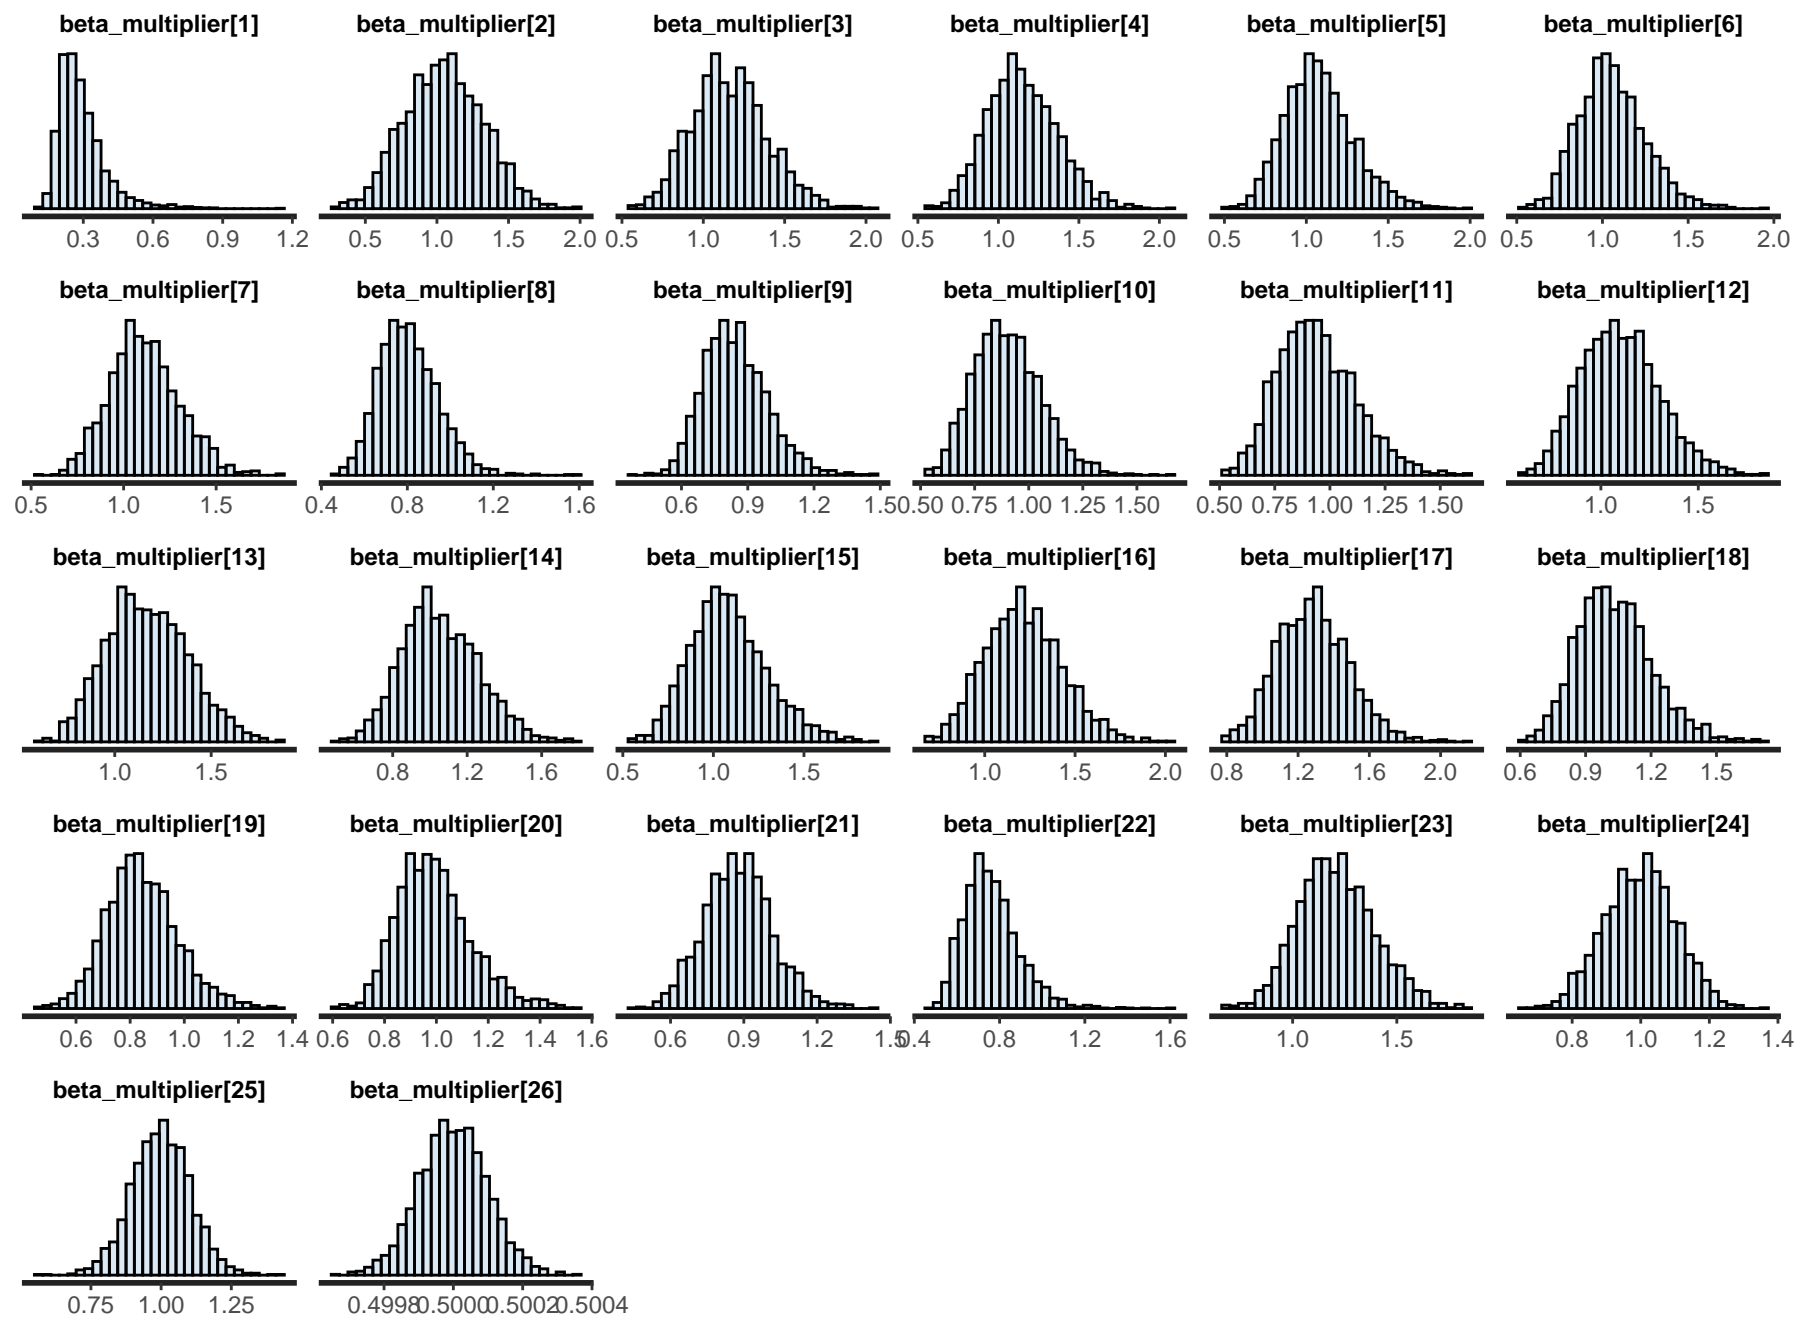 beta_multiplier[1] beta_multiplier[2] beta_multiplier[3] beta_multiplier[4] beta_multiplier[5] beta_multiplier[6]
0.3 0.6 0.9 1.2 0.5 1.0 1.5 2.0 0.5 1.0 1.5 2.0 0.5 1.0 1.5 2.0 0.5 1.0 1.5 2.0 0.5 1.0 1.5 2.0
beta_multiplier[7] beta_multiplier[8] beta_multiplier[9] beta_multiplier[10] beta_multiplier[11] beta_multiplier[12]
0.5 1.0 1.5 0.4 0.8 1.2 1.6 0.6 0.9 1.2 1.5 0.50 0.75 1.00 1.25 1.50 0.50 0.75 1.00 1.25 1.50 1.0 1.5
beta_multiplier[13] beta_multiplier[14] beta_multiplier[15] beta_multiplier[16] beta_multiplier[17] beta_multiplier[18]
1.0 1.5 0.8 1.2 1.6 0.5 1.0 1.5 1.0 1.5 2.0 0.8 1.2 1.6 2.0 0.6 0.9 1.2 1.5
beta_multiplier[19] beta_multiplier[20] beta_multiplier[21] beta_multiplier[22] beta_multiplier[23] beta_multiplier[24]
0.6 0.8 1.0 1.2 1.4 0.6 0.8 1.0 1.2 1.4 1.6 0.6 0.9 1.2 1.5 0.4 0.8 1.2 1.6 1.0 1.5 0.8 1.0 1.2 1.4
beta_multiplier[25] beta_multiplier[26]
0.75 1.00 1.25 0.4998 0.5000 0.5002 0.5004